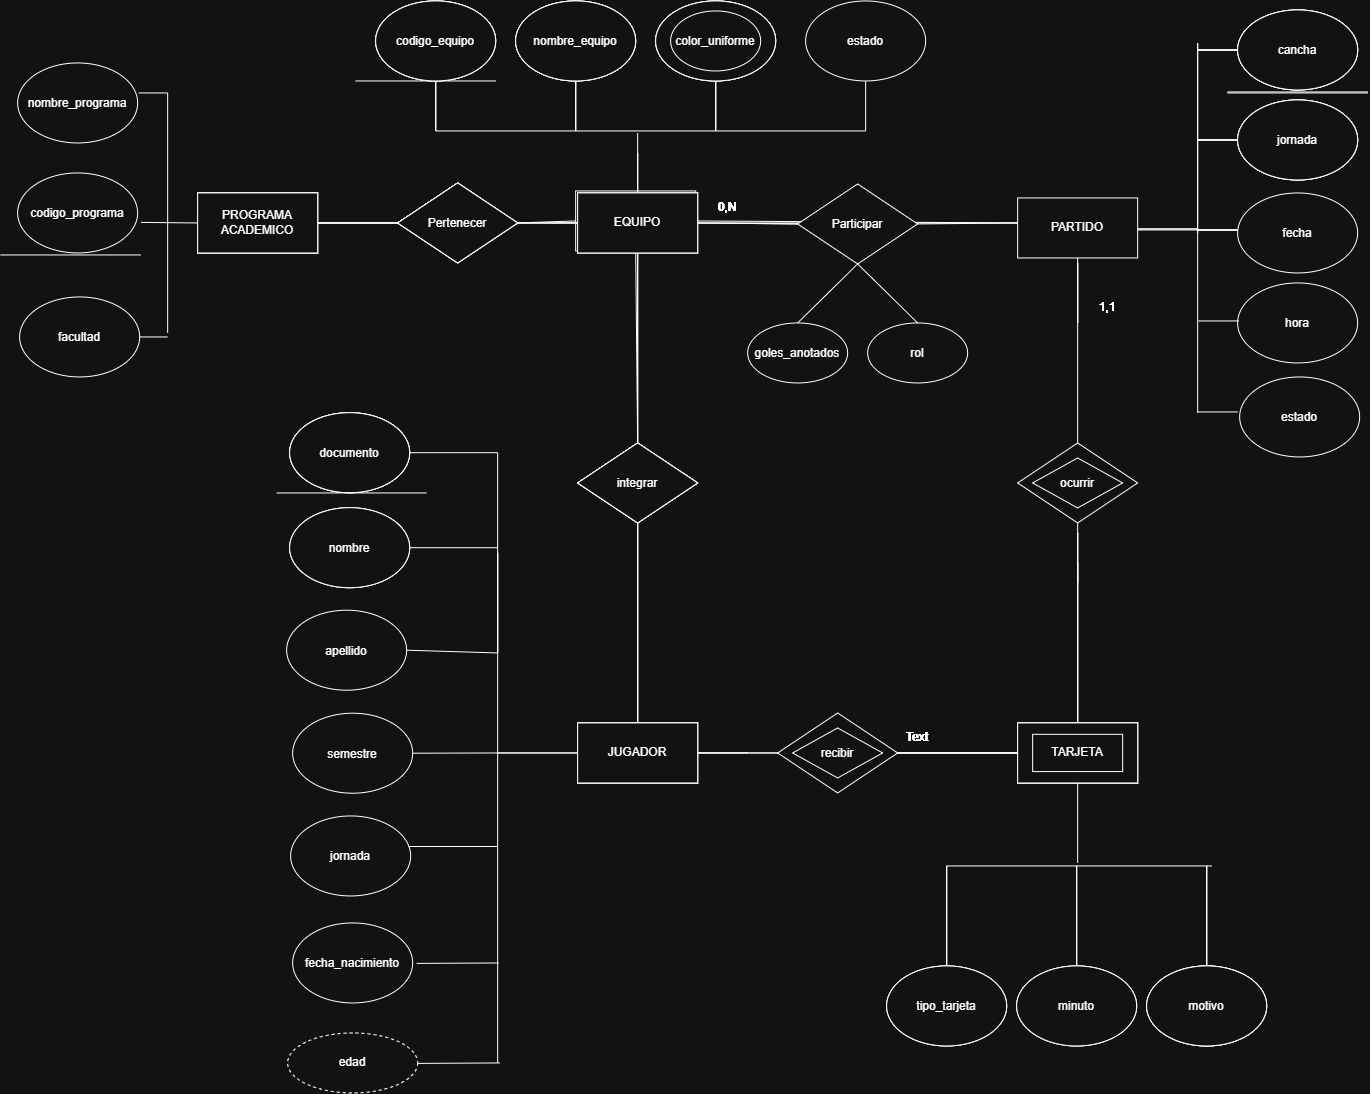 codigo_equipo
nombre_equipo
color_uniforme
estado
cancha
nombre_programa
jornada
codigo_programa
PROGRAMA
ACADEMICO
Pertenecer
EQUIPO
0,N
Participar
PARTIDO
fecha
1,1
hora
facultad
goles_anotados
rol
estado
documento
integrar
ocurrir
nombre
apellido
semestre
JUGADOR
recibir
Text
TARJETA
jornada
fecha_nacimiento
tipo_tarjeta
minuto
motivo
edad